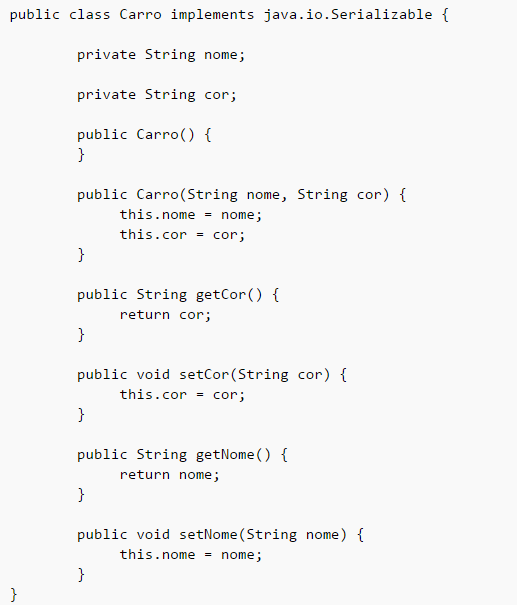 public class Carro implements java.io.Serializable {
private String nome;
private String cor;
public Carro() {
}
public Carro(String nome, String cor) {
this.nome = nome;
this.cor = cor;
}
public String getCor() {
return cor;
}
public void setCor(String cor) {
this.cor = cor;
}
public String getNome() {
return nome;
}
public void setNome(String nome) {
this.nome = nome;
}
}